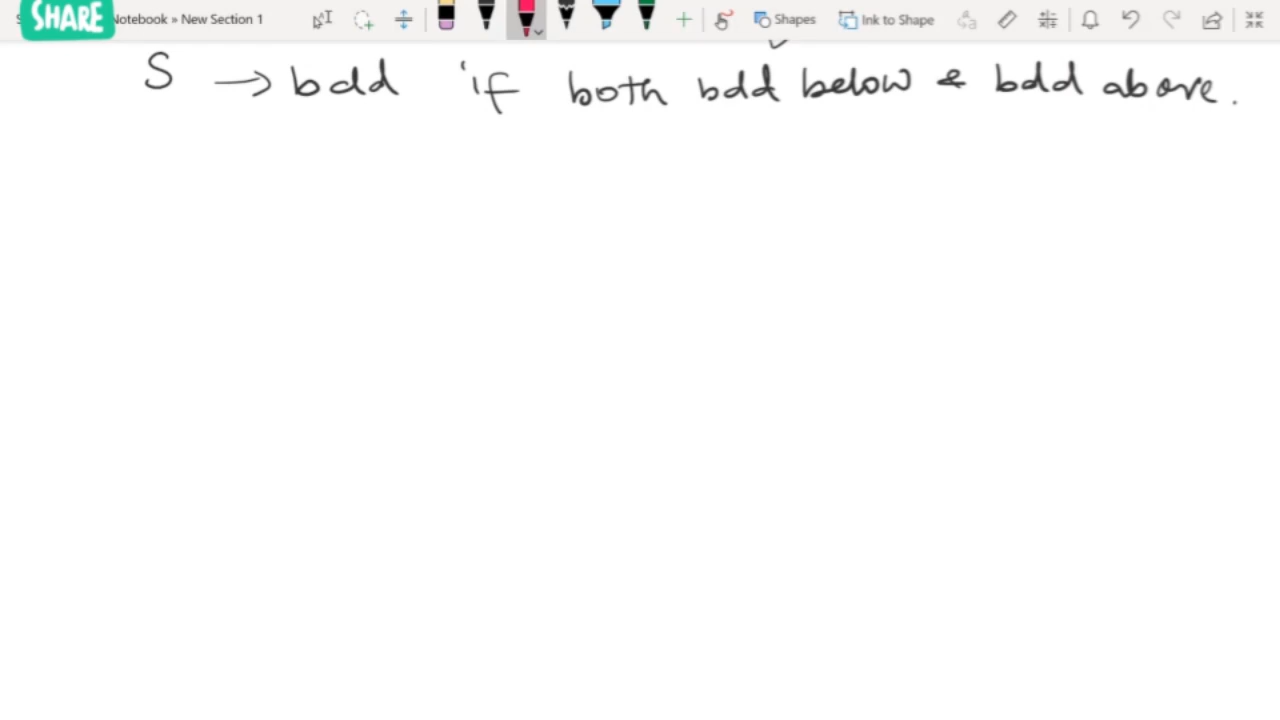 SHARE
Notebook » New Section 1
Shapes
Ink to Shape
S → bdd if both bdd below & bdd above.